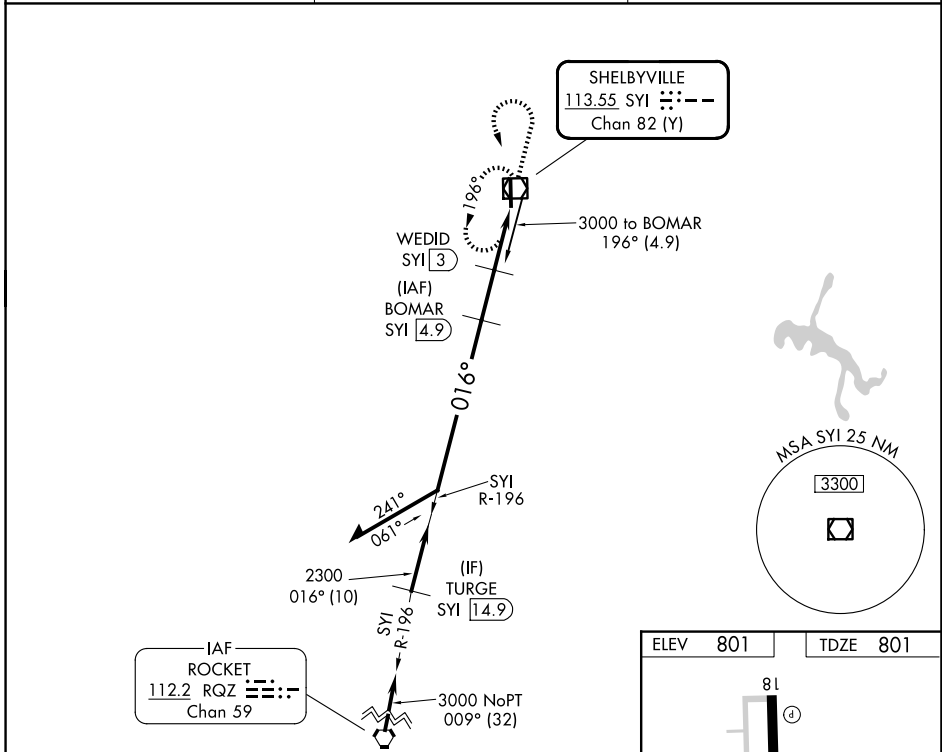 SHELBYVILLE
113.55 SYI
Chan 82 (Y)
196°
3000 to BOMAR
196° (4.9)
WEDID
SYI 3
(IAF)
BOMAR
SYI 4.9
016°
MSA SYI 25 NM
3300
SYI
R-196
241°
061°
2300
016° (10)
(IF)
TURGE
SYI 14.9
SYI
R-196
IAF
ROCKET
112.2 RQZ
Chan 59
3000 NoPT
009° (32)
ELEV 801
TDZE 801
18
P